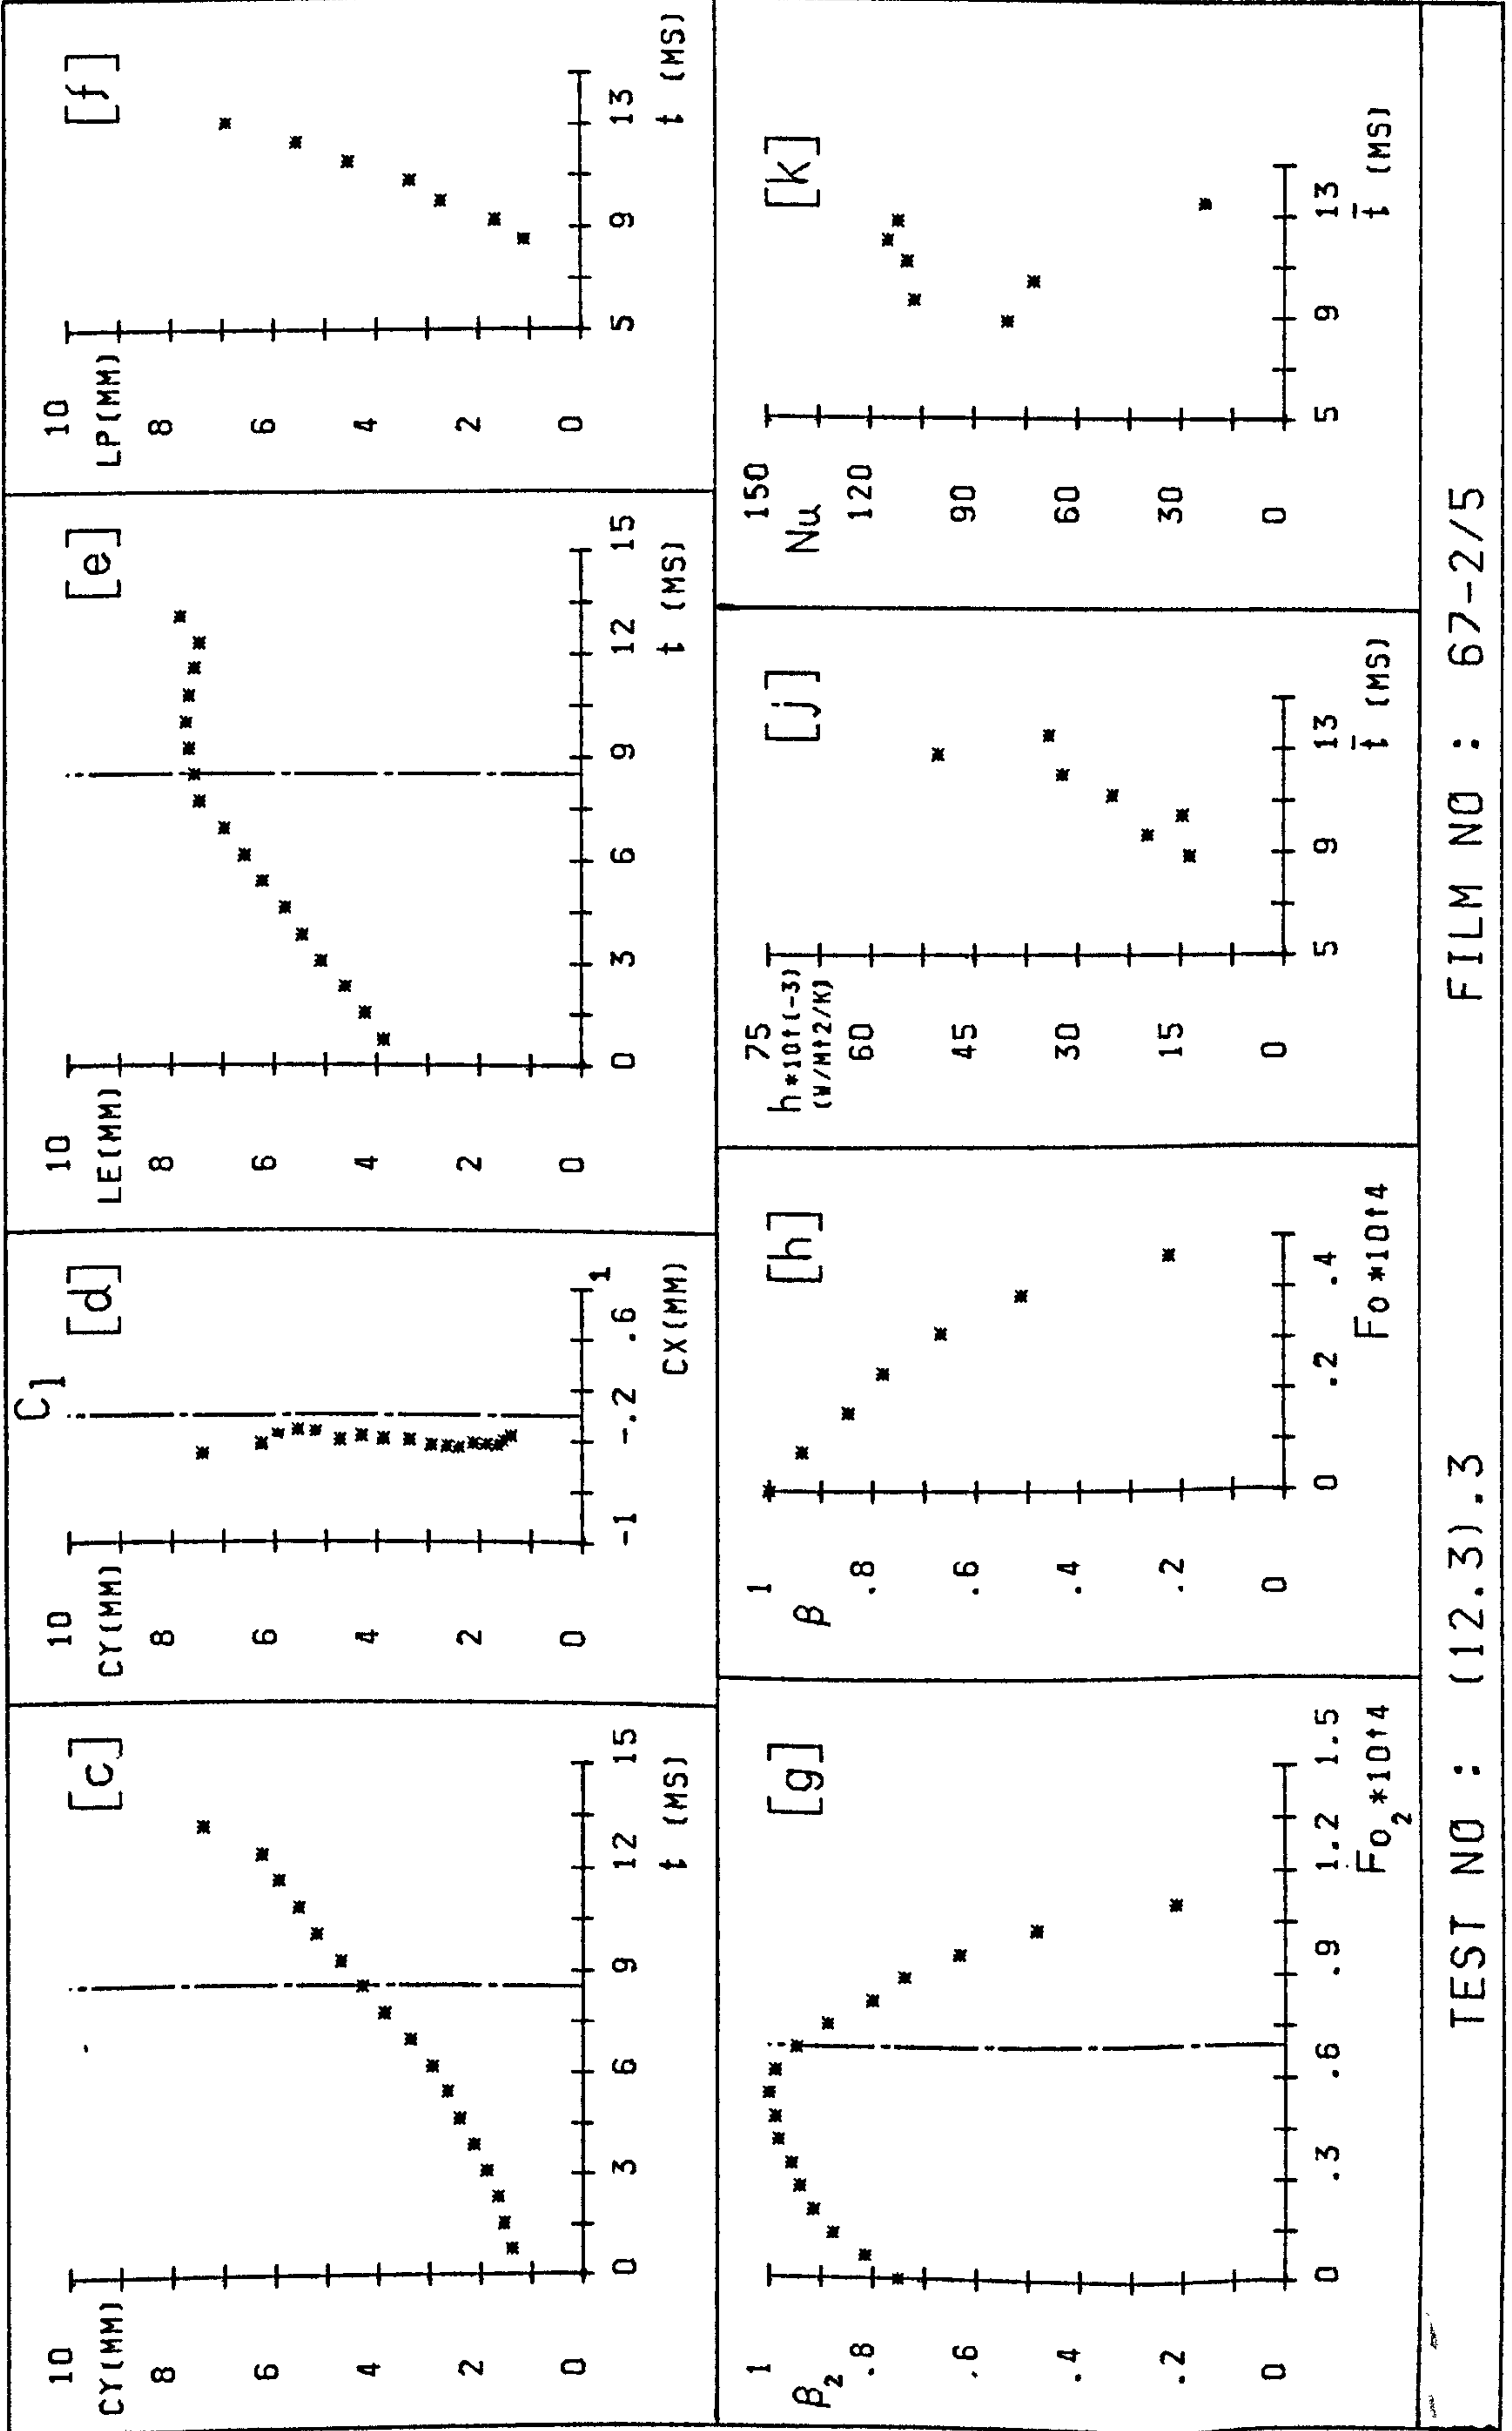 [c]
10
CY(MM)
8
6
4
2
0
0 3 6 9 12 15
t (MS)
C1
[d]
10
CY(MM)
8
6
4
2
0
-1 -.2 .6 1
CX(MM)
[e]
10
LE(MM)
8
6
4
2
0
0 3 6 9 12 15
t (MS)
[f]
10
LP(MM)
8
6
4
2
0
5 9 13
t (MS)
[g]
1
β2
.8
.6
.4
.2
0
0 .3 .6 .9 1.2 1.5
Fo2*10↑4
[h]
1
β
.8
.6
.4
.2
0
0 .2 .4
Fo*10↑4
[j]
75
h*10↑(-3)
(W/M↑2/K)
60
45
30
15
0
5 9 13
t̄ (MS)
[k]
150
Nu
120
90
60
30
0
5 9 13
t̄ (MS)
TEST NO : (12.3).3 FILM NO : 67-2/5